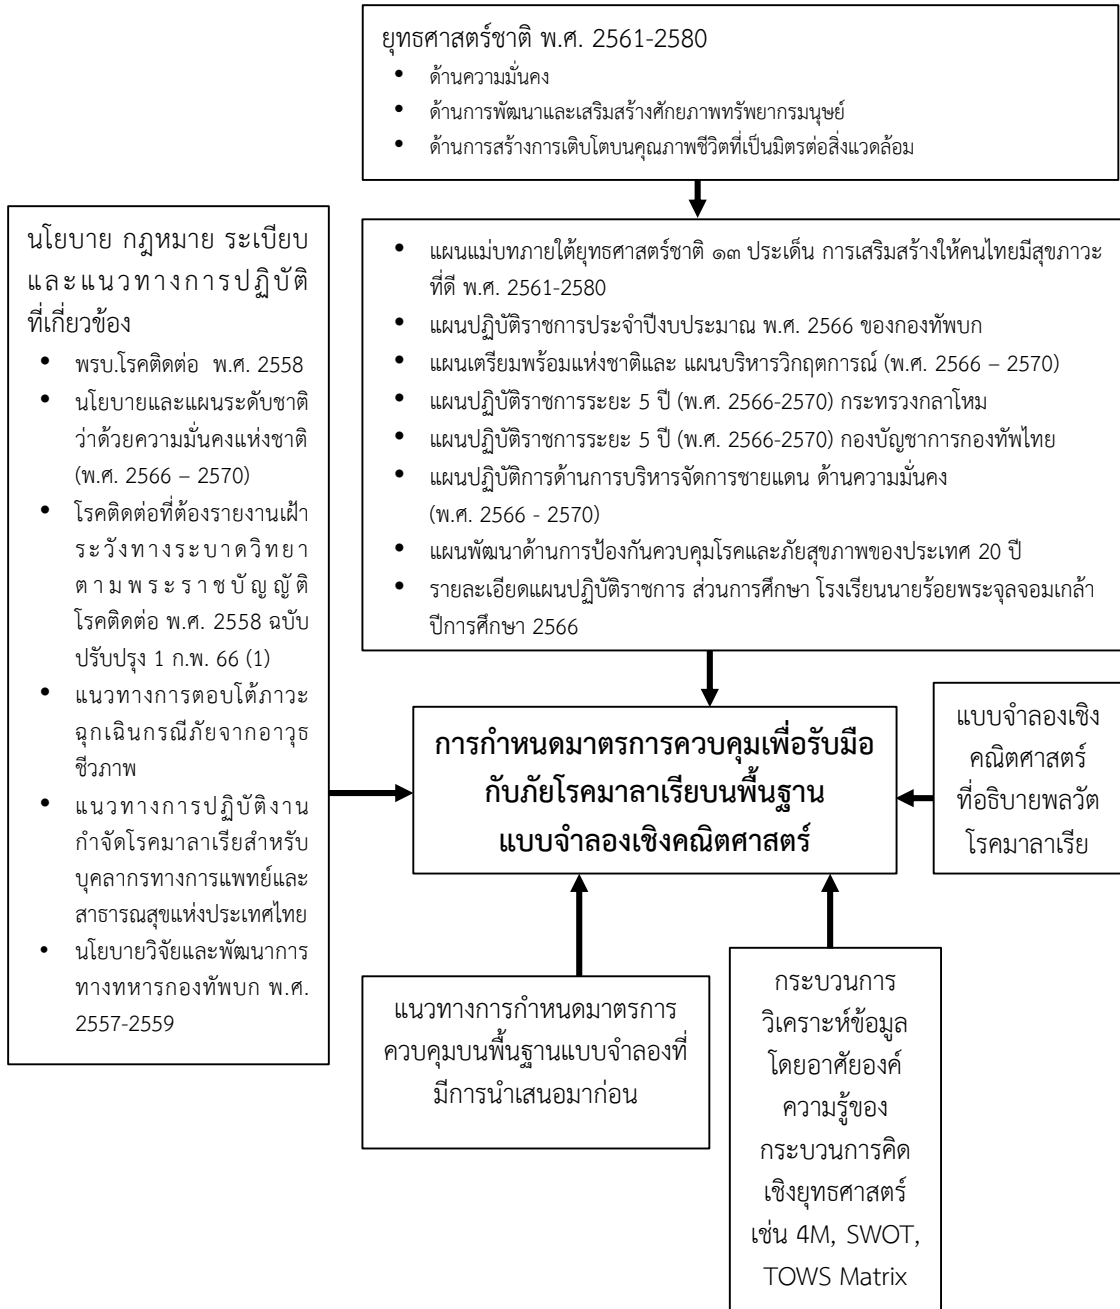 ยุทธศาสตร์ชาติ พ.ศ. 2561-2580
• ด้านความมั่นคง
• ด้านการพัฒนาและเสริมสร้างศักยภาพทรัพยากรมนุษย์
• ด้านการสร้างการเติบโตบนคุณภาพชีวิตที่เป็นมิตรต่อสิ่งแวดล้อม
นโยบาย กฎหมาย ระเบียบ
และแนวทางการปฏิบัติ
ที่เกี่ยวข้อง
• พรบ.โรคติดต่อ พ.ศ. 2558
• นโยบายและแผนระดับชาติ
ว่าด้วยความมั่นคงแห่งชาติ
(พ.ศ. 2566 – 2570)
• โรคติดต่อที่ต้องรายงานเฝ้า
ระวังทางระบาดวิทยา
ตามพระราชบัญญัติ
โรคติดต่อ พ.ศ. 2558 ฉบับ
ปรับปรุง 1 ก.พ. 66 (1)
• แนวทางการตอบโต้ภาวะ
ฉุกเฉินกรณีภัยจากอาวุธ
ชีวภาพ
• แนวทางการปฏิบัติงาน
กำจัดโรคมาลาเรียสำหรับ
บุคลากรทางการแพทย์และ
สาธารณสุขแห่งประเทศไทย
• นโยบายวิจัยและพัฒนาการ
ทางทหารกองทัพบก พ.ศ.
2557-2559
• แผนแม่บทภายใต้ยุทธศาสตร์ชาติ ๑๓ ประเด็น การเสริมสร้างให้คนไทยมีสุขภาวะ
ที่ดี พ.ศ. 2561-2580
• แผนปฏิบัติราชการประจำปีงบประมาณ พ.ศ. 2566 ของกองทัพบก
• แผนเตรียมพร้อมแห่งชาติและ แผนบริหารวิกฤตการณ์ (พ.ศ. 2566 – 2570)
• แผนปฏิบัติราชการระยะ 5 ปี (พ.ศ. 2566-2570) กระทรวงกลาโหม
• แผนปฏิบัติราชการระยะ 5 ปี (พ.ศ. 2566-2570) กองบัญชาการกองทัพไทย
• แผนปฏิบัติการด้านการบริหารจัดการชายแดน ด้านความมั่นคง
(พ.ศ. 2566 - 2570)
• แผนพัฒนาด้านการป้องกันควบคุมโรคและภัยสุขภาพของประเทศ 20 ปี
• รายละเอียดแผนปฏิบัติราชการ ส่วนการศึกษา โรงเรียนนายร้อยพระจุลจอมเกล้า
ปีการศึกษา 2566
การกำหนดมาตรการควบคุมเพื่อรับมือ
กับภัยโรคมาลาเรียบนพื้นฐาน
แบบจำลองเชิงคณิตศาสตร์
แบบจำลองเชิง
คณิตศาสตร์
ที่อธิบายพลวัต
โรคมาลาเรีย
แนวทางการกำหนดมาตรการ
ควบคุมบนพื้นฐานแบบจำลองที่
มีการนำเสนอมาก่อน
กระบวนการ
วิเคราะห์ข้อมูล
โดยอาศัยองค์
ความรู้ของ
กระบวนการคิด
เชิงยุทธศาสตร์
เช่น 4M, SWOT,
TOWS Matrix